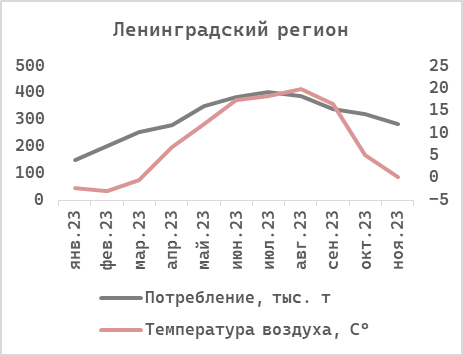 Ленинградский регион
500 25
400 20
300 15
200 10
100 5
0 0
-5
янв.23 фев.23 мар.23 апр.23 май.23 июн.23 июл.23 авг.23 сен.23 окт.23 ноя.23
Потребление, тыс. т
Температура воздуха, С°